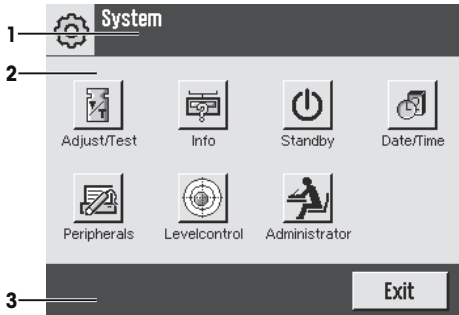 System
1
2
Adjust/Test Info Standby Date/Time
Peripherals Levelcontrol Administrator
3
Exit